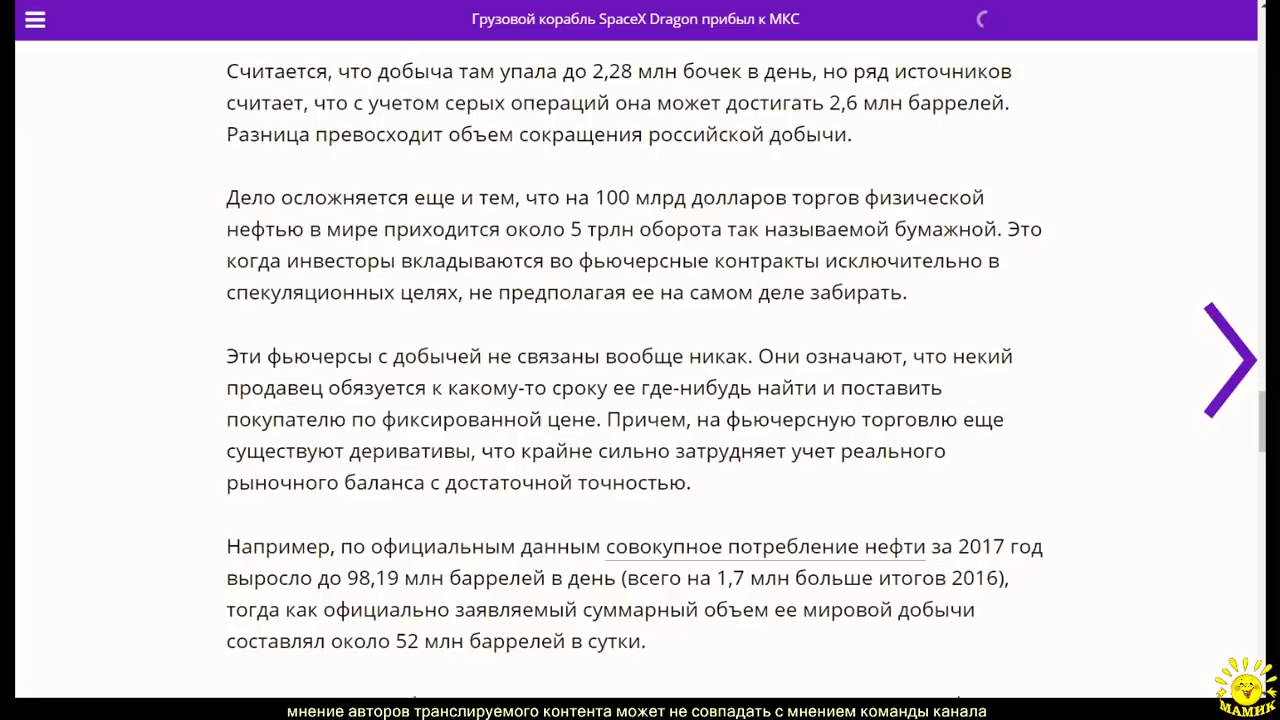 Грузовой корабль SpaceX Dragon прибыл к МКС
Считается, что добыча там упала до 2,28 млн бочек в день, но ряд источников
считает, что с учетом серых операций она может достигать 2,6 млн баррелей.
Разница превосходит объем сокращения российской добычи.
Дело осложняется еще и тем, что на 100 млрд долларов торгов физической
нефтью в мире приходится около 5 трлн оборота так называемой бумажной. Это
когда инвесторы вкладываются во фьючерсные контракты исключительно в
спекуляционных целях, не предполагая ее на самом деле забирать.
Эти фьючерсы с добычей не связаны вообще никак. Они означают, что некий
продавец обязуется к какому-то сроку ее где-нибудь найти и поставить
покупателю по фиксированной цене. Причем, на фьючерсную торговлю еще
существуют деривативы, что крайне сильно затрудняет учет реального
рыночного баланса с достаточной точностью.
Например, по официальным данным совокупное потребление нефти за 2017 год
выросло до 98,19 млн баррелей в день (всего на 1,7 млн больше итогов 2016),
тогда как официально заявляемый суммарный объем ее мировой добычи
составлял около 52 млн баррелей в сутки.
МАМИК
мнение авторов транслируемого контента может не совпадать с мнением команды канала